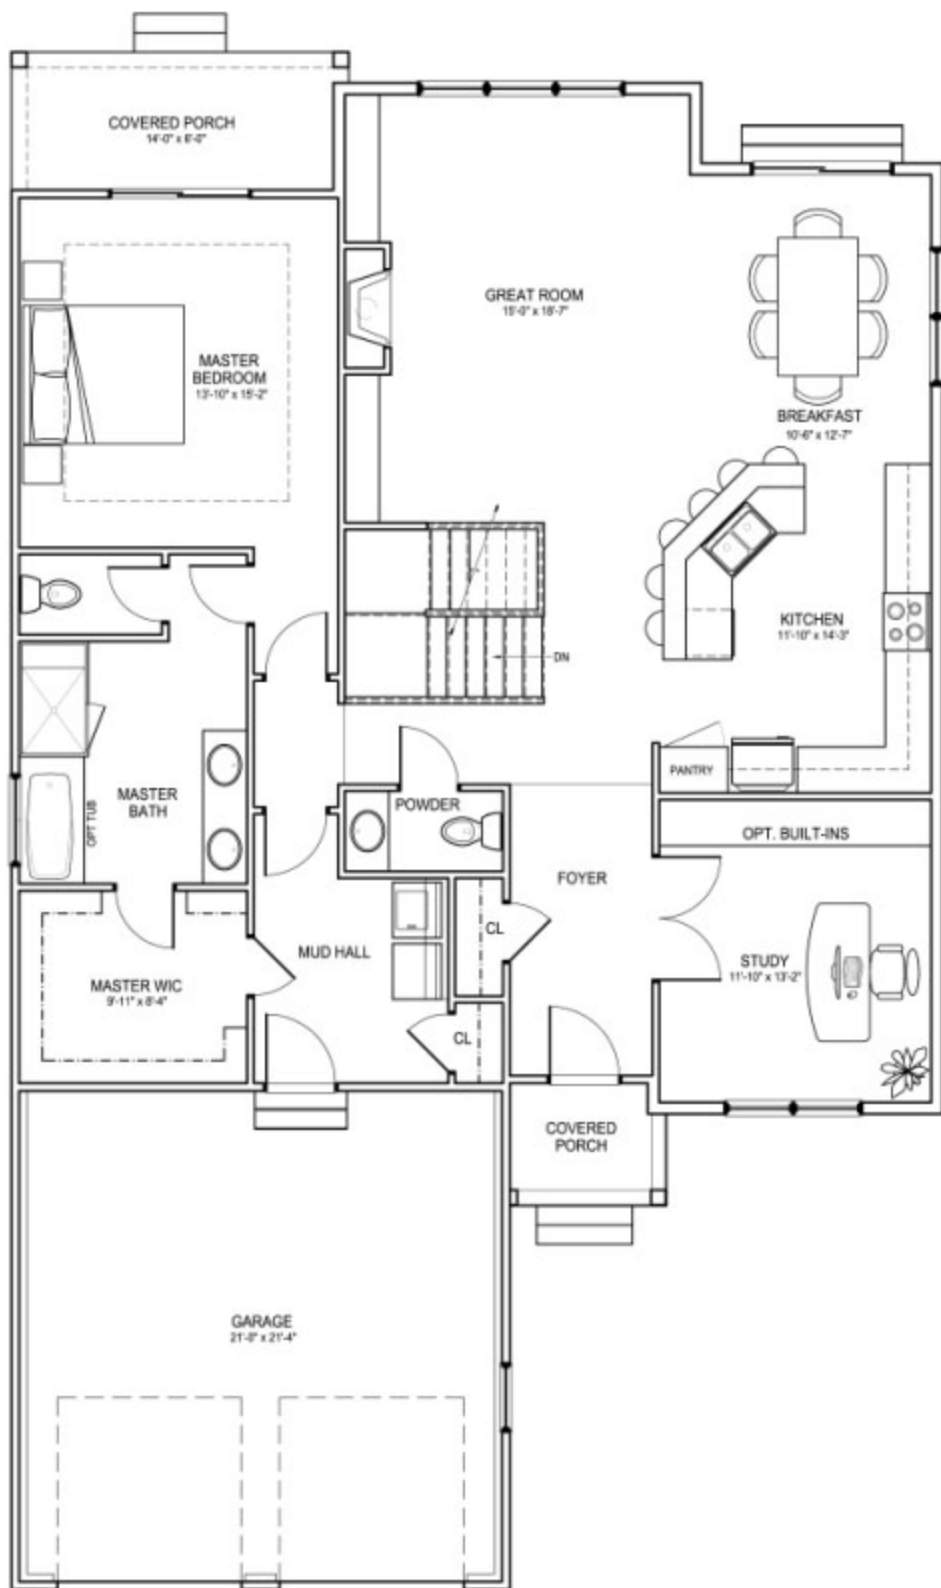 COVERED PORCH
14'-0" x 6'-0"
GREAT ROOM
15'-0" x 18'-7"
MASTER
BEDROOM
13'-10" x 15'-2"
BREAKFAST
10'-6" x 12'-7"
KITCHEN
11'-10" x 14'-3"
DN
PANTRY
MASTER
BATH
OPT TUB
POWDER
OPT. BUILT-INS
FOYER
CL
MUD HALL
STUDY
11'-10" x 13'-2"
MASTER WIC
9'-11" x 8'-4"
CL
COVERED
PORCH
GARAGE
21'-0" x 21'-4"